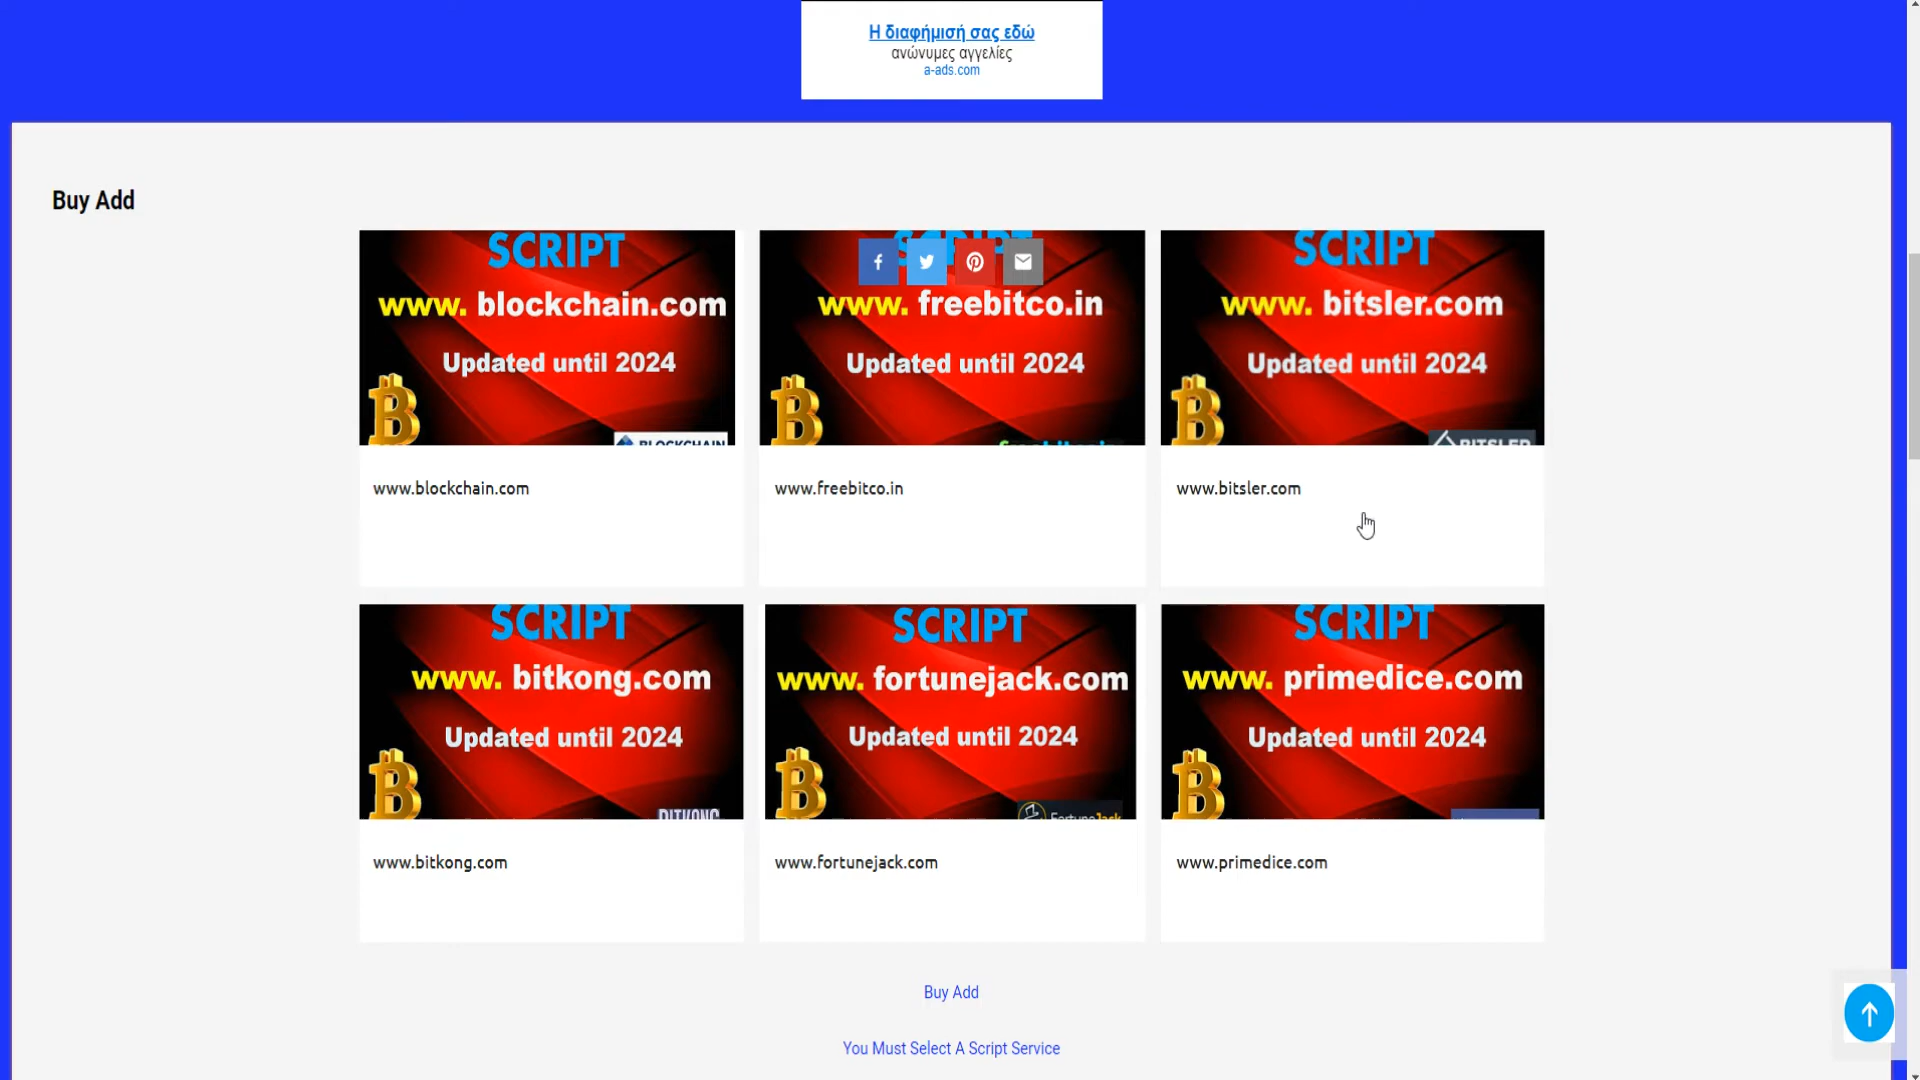 Η διαφήμισή σας εδώ
ανώνυμες αγγελίες
a-ads.com
Buy Add
SCRIPT
www. blockchain.com
Updated until 2024
BLOCKCHAIN
www.blockchain.com
SCRIPT
www. freebitco.in
Updated until 2024
www.freebitco.in
SCRIPT
www. bitsler.com
Updated until 2024
BITSLER
www.bitsler.com
SCRIPT
www. bitkong.com
Updated until 2024
BITKONG
www.bitkong.com
SCRIPT
www. fortunejack.com
Updated until 2024
FortuneJack
www.fortunejack.com
SCRIPT
www. primedice.com
Updated until 2024
www.primedice.com
Buy Add
You Must Select A Script Service